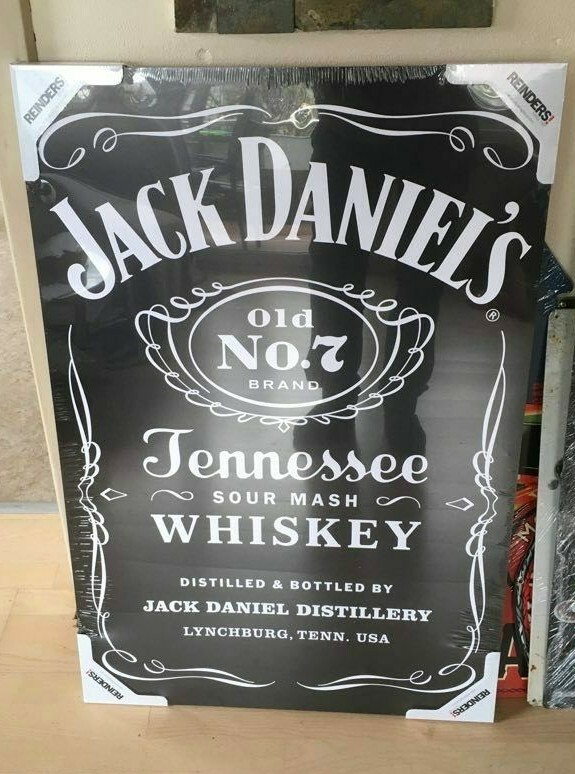 REINDERS!
REINDERS!
JACK DANIEL'S
®
Old
No.7
BRAND
Tennessee
SOUR MASH
WHISKEY
DISTILLED & BOTTLED BY
JACK DANIEL DISTILLERY
LYNCHBURG, TENN. USA
REINDERS!
REINDERS!